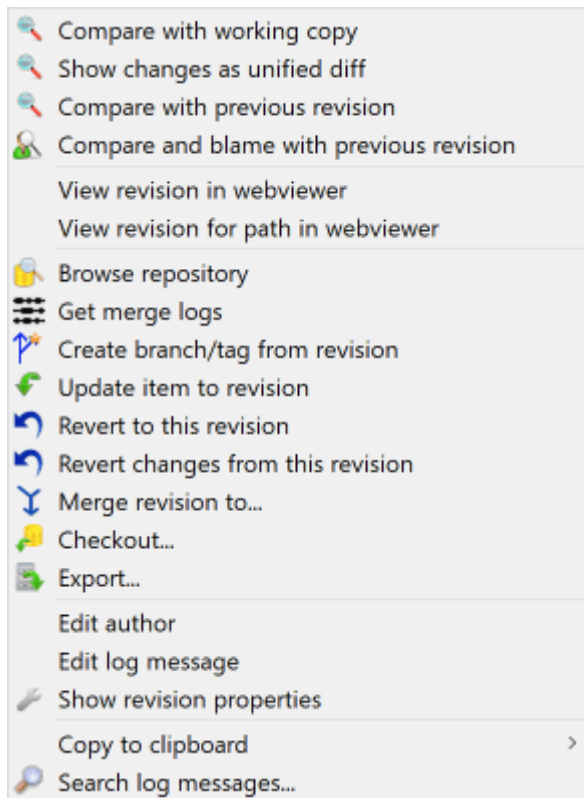 Compare with working copy
Show changes as unified diff
Compare with previous revision
Compare and blame with previous revision
View revision in webviewer
View revision for path in webviewer
Browse repository
Get merge logs
Create branch/tag from revision
Update item to revision
Revert to this revision
Revert changes from this revision
Merge revision to...
Checkout...
Export...
Edit author
Edit log message
Show revision properties
Copy to clipboard
Search log messages...